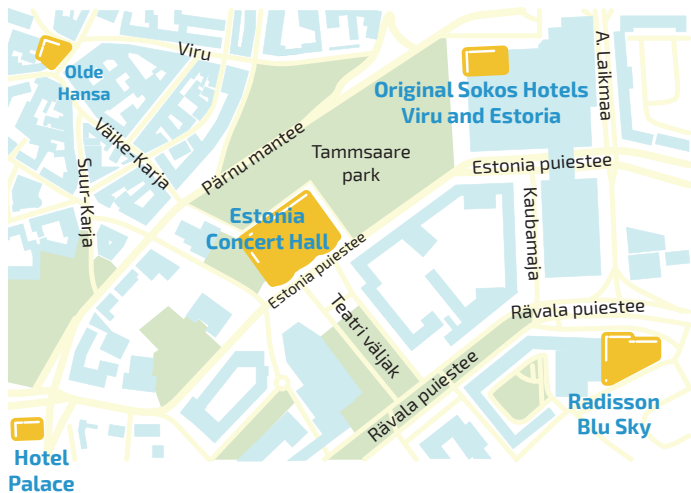 Viru
Olde
Hansa
Väike-Karja
Suur-Karja
Pärnu mantee
Tammsaare
park
Original Sokos Hotels
Viru and Estoria
A. Laikmaa
Estonia puiestee
Kaubamaja
Estonia
Concert Hall
Estonia puiestee
Teatri väljak
Rävala puiestee
Rävala puiestee
Radisson
Blu Sky
Hotel
Palace